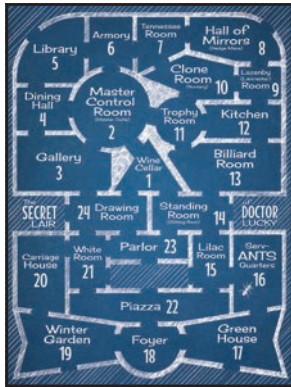 Tennessee
Room
7
Armory
6
Library
5
Hall of
Mirrors
8
Clone
Room
10
Lazenby
Room
9
Dining
Hall
4
Master
Control
Room
2
Trophy
Room
11
Kitchen
12
Gallery
3
Wine
Cellar
1
Billiard
Room
13
The
SECRET
LAIR
24 Drawing
Room
Standing
Room
14
of
DOCTOR
LUCKY
Carriage
House
20
White
Room
21
Parlor 23
Lilac
Room
15
Serv-
ANTS
Quarters
16
Piazza 22
Winter
Garden
19
Foyer
18
Green
House
17